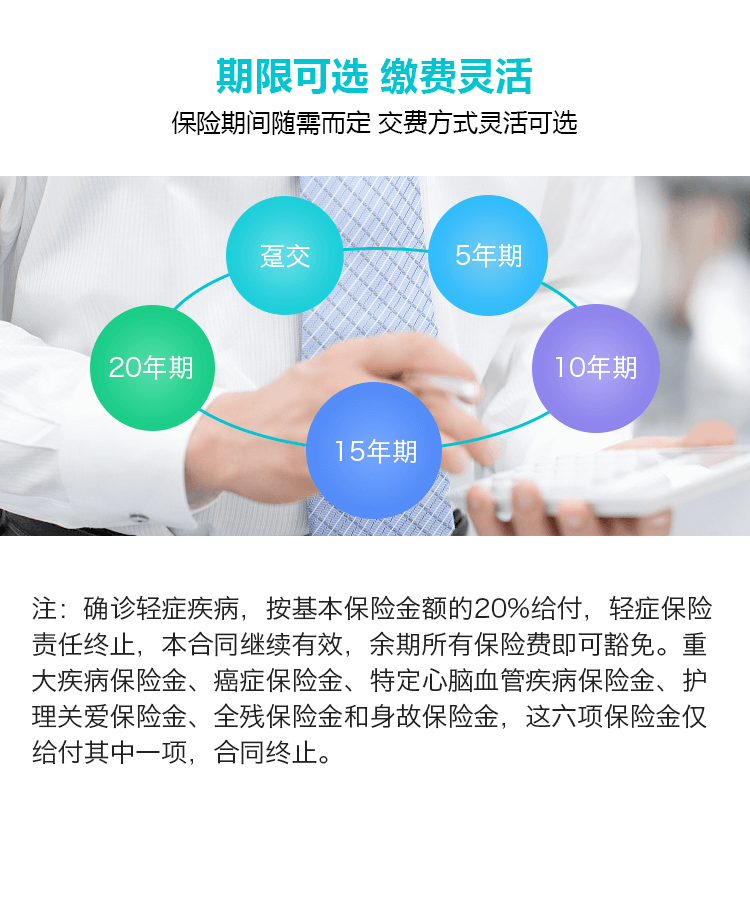 期限可选 缴费灵活
保险期间随需而定 交费方式灵活可选
趸交
5年期
20年期
10年期
15年期
注：确诊轻症疾病，按基本保险金额的20%给付，轻症保险
责任终止，本合同继续有效，余期所有保险费即可豁免。重
大疾病保险金、癌症保险金、特定心脑血管疾病保险金、护
理关爱保险金、全残保险金和身故保险金，这六项保险金仅
给付其中一项，合同终止。